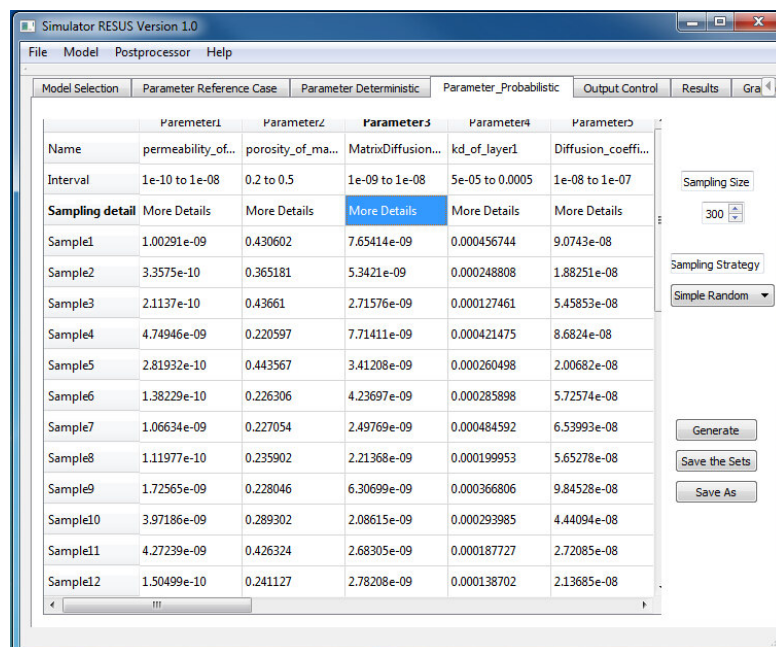 Simulator RESUS Version 1.0
File Model Postprocessor Help
Model Selection Parameter Reference Case Parameter Deterministic Parameter_Probabilistic Output Control Results Gra
Paremeter1 Parameter2 Parameter3 Parameter4 Parameter5
Name permeability_of... porosity_of_ma... MatrixDiffusion... kd_of_layer1 Diffusion_coeffi...
Interval 1e-10 to 1e-08 0.2 to 0.5 1e-09 to 1e-08 5e-05 to 0.0005 1e-08 to 1e-07
Sampling Size
Sampling detail More Details More Details More Details More Details More Details
300
Sample1 1.00291e-09 0.430602 7.65414e-09 0.000456744 9.0743e-08
Sample2 3.3575e-10 0.365181 5.3421e-09 0.000248808 1.88251e-08
Sampling Strategy
Sample3 2.1137e-10 0.43661 2.71576e-09 0.000127461 5.45853e-08
Simple Random
Sample4 4.74946e-09 0.220597 7.71411e-09 0.000421475 8.6824e-08
Sample5 2.81932e-10 0.443567 3.41208e-09 0.000260498 2.00682e-08
Sample6 1.38229e-10 0.226306 4.23697e-09 0.000285898 5.72574e-08
Sample7 1.06634e-09 0.227054 2.49769e-09 0.000484592 6.53993e-08
Generate
Sample8 1.11977e-10 0.235902 2.21368e-09 0.000199953 5.65278e-08
Save the Sets
Sample9 1.72565e-09 0.228046 6.30699e-09 0.000366806 9.84528e-08
Save As
Sample10 3.97186e-09 0.289302 2.08615e-09 0.000293985 4.44094e-08
Sample11 4.27239e-09 0.426324 2.68305e-09 0.000187727 2.72085e-08
Sample12 1.50499e-10 0.241127 2.78208e-09 0.000138702 2.13685e-08